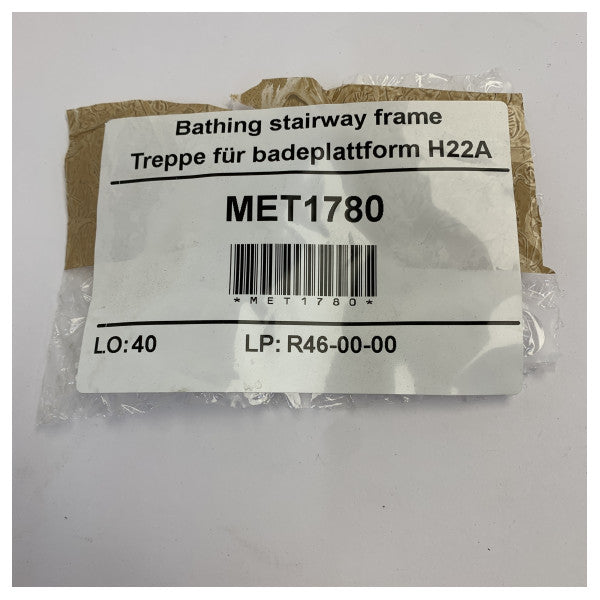 Bathing stairway frame
Treppe für badeplattform H22A
MET1780
*MET1780*
LO: 40 LP: R46-00-00